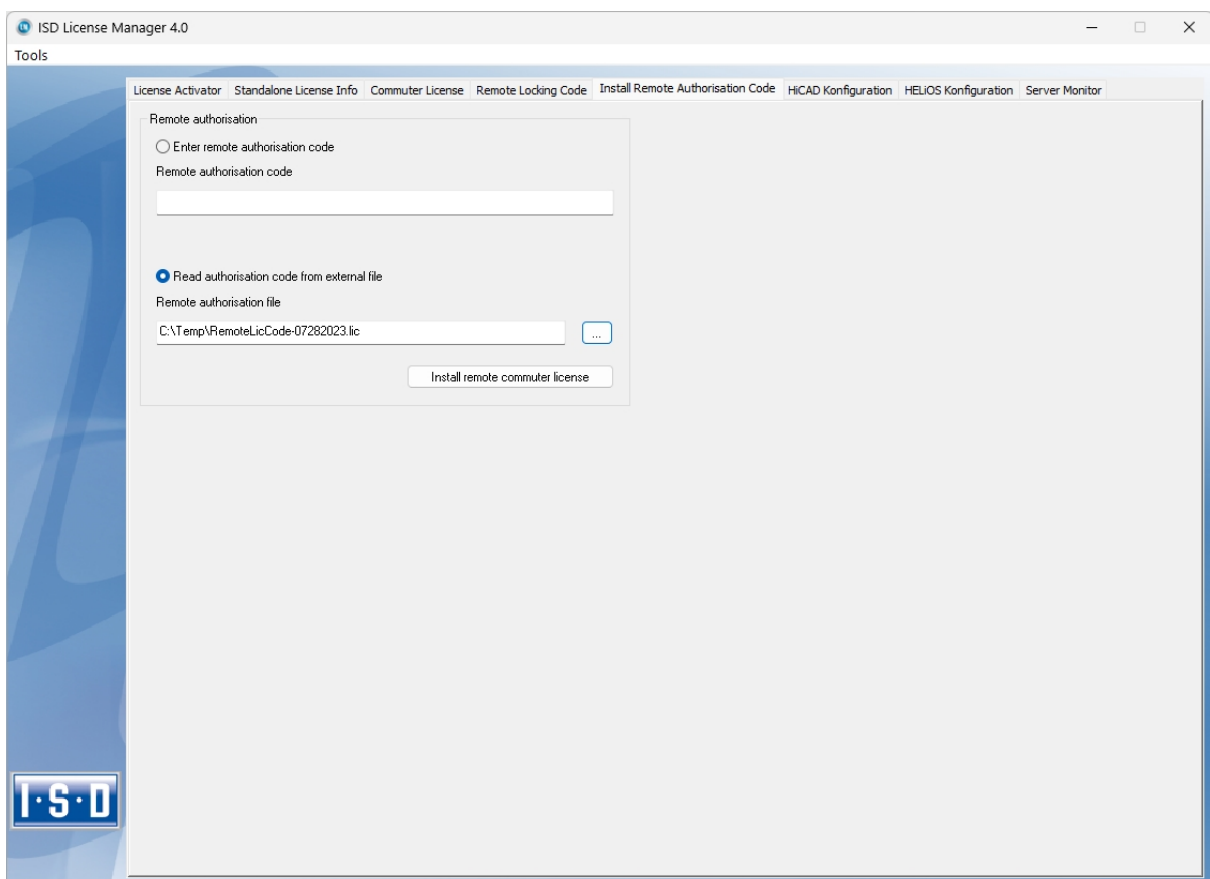 ISD License Manager 4.0
Tools
License Activator Standalone License Info Commuter License Remote Locking Code Install Remote Authorisation Code HiCAD Konfiguration HELiOS Konfiguration Server Monitor
Remote authorisation
Enter remote authorisation code
Remote authorisation code
Read authorisation code from external file
Remote authorisation file
C:\Temp\RemoteLicCode-07282023.lic
...
Install remote commuter license
I·S·D